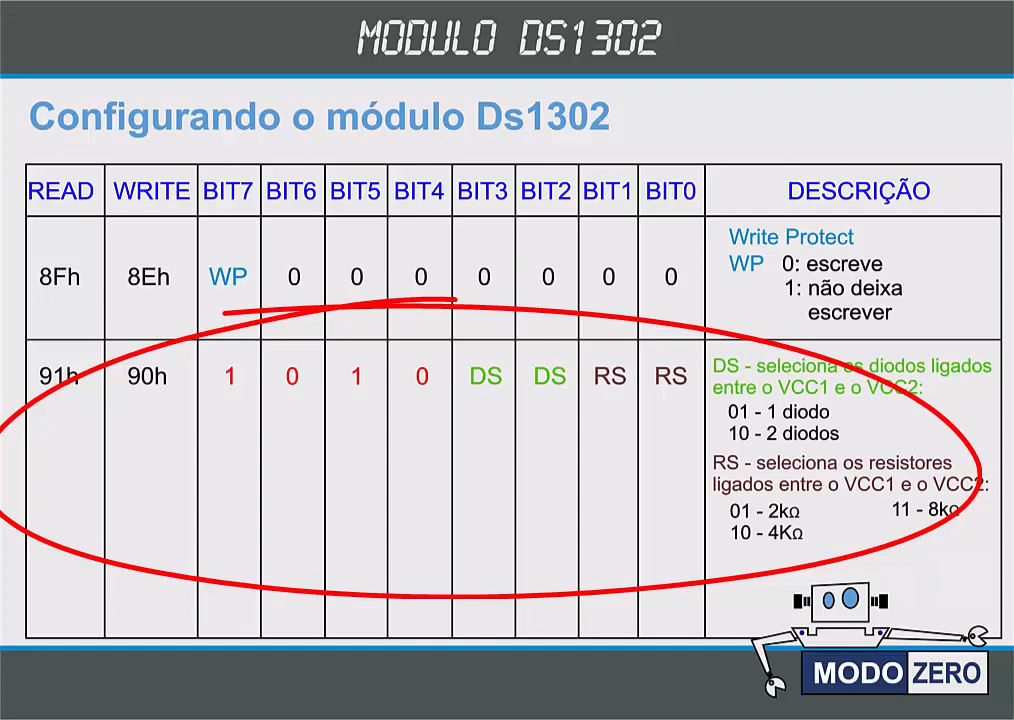 MODULO DS1302
Configurando o módulo Ds1302
READ WRITE BIT7 BIT6 BIT5 BIT4 BIT3 BIT2 BIT1 BIT0 DESCRIÇÃO
8Fh 8Eh WP 0 0 0 0 0 0 0
Write Protect
WP 0: escreve
1: não deixa
escrever
91h 90h 1 0 1 0 DS DS RS RS
DS - seleciona os diodos ligados
entre o VCC1 e o VCC2:
01 - 1 diodo
10 - 2 diodos
RS - seleciona os resistores
ligados entre o VCC1 e o VCC2:
01 - 2kΩ 11 - 8kΩ
10 - 4KΩ
MODO ZERO